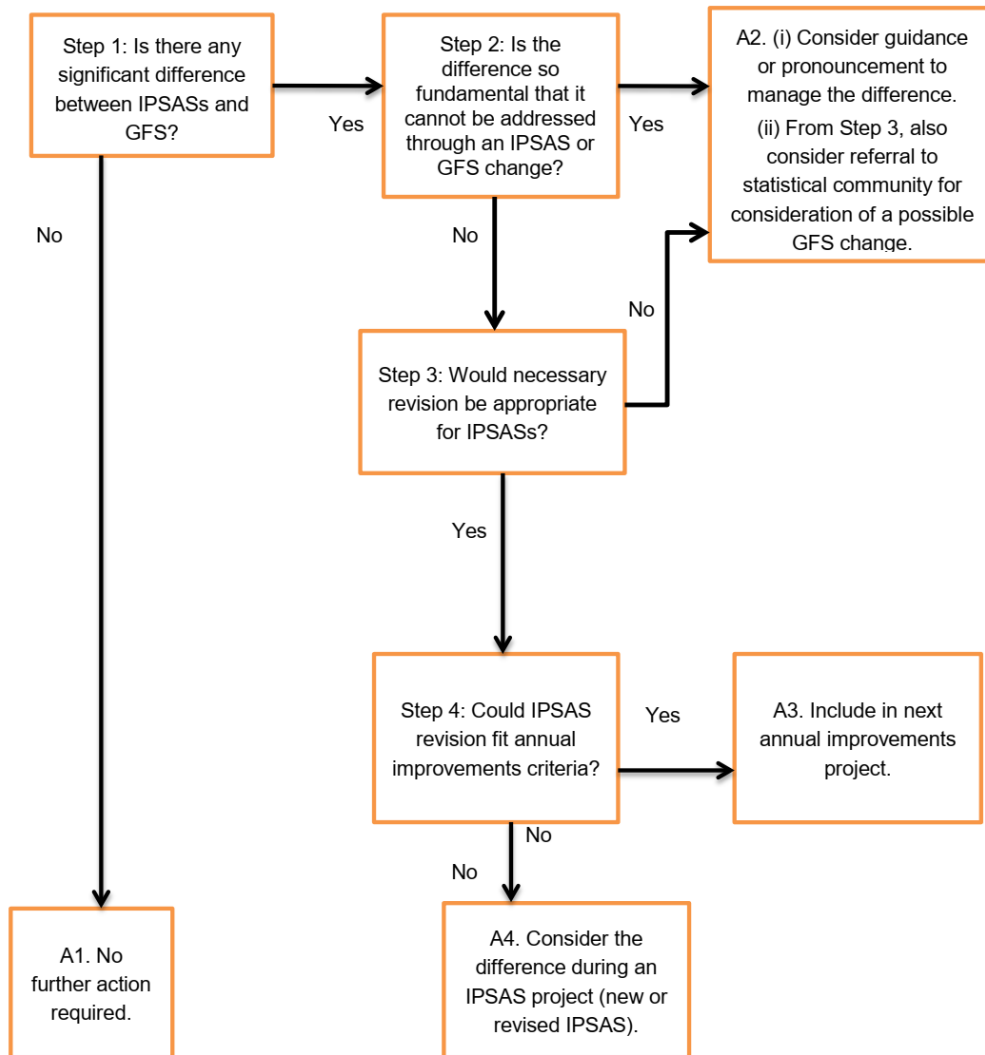 Step 1: Is there any
significant difference
between IPSASs and
GFS?
Yes
Step 2: Is the
difference so
fundamental that it
cannot be addressed
through an IPSAS or
GFS change?
Yes
A2. (i) Consider guidance
or pronouncement to
manage the difference.
(ii) From Step 3, also
consider referral to
statistical community for
consideration of a possible
GFS change.
No
No
No
Step 3: Would necessary
revision be appropriate
for IPSASs?
Yes
Step 4: Could IPSAS
revision fit annual
improvements criteria?
Yes
A3. Include in next
annual improvements
project.
No
No
A1. No
further action
required.
A4. Consider the
difference during an
IPSAS project (new or
revised IPSAS).